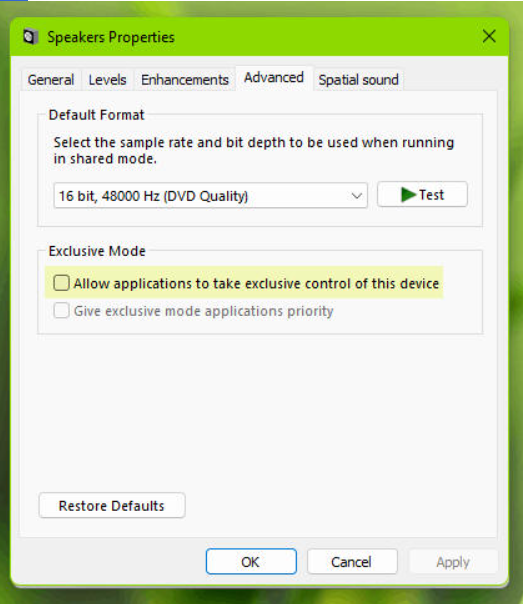 Speakers Properties
General Levels Enhancements Advanced Spatial sound
Default Format
Select the sample rate and bit depth to be used when running
in shared mode.
16 bit, 48000 Hz (DVD Quality)
Test
Exclusive Mode
Allow applications to take exclusive control of this device
Give exclusive mode applications priority
Restore Defaults
OK Cancel Apply